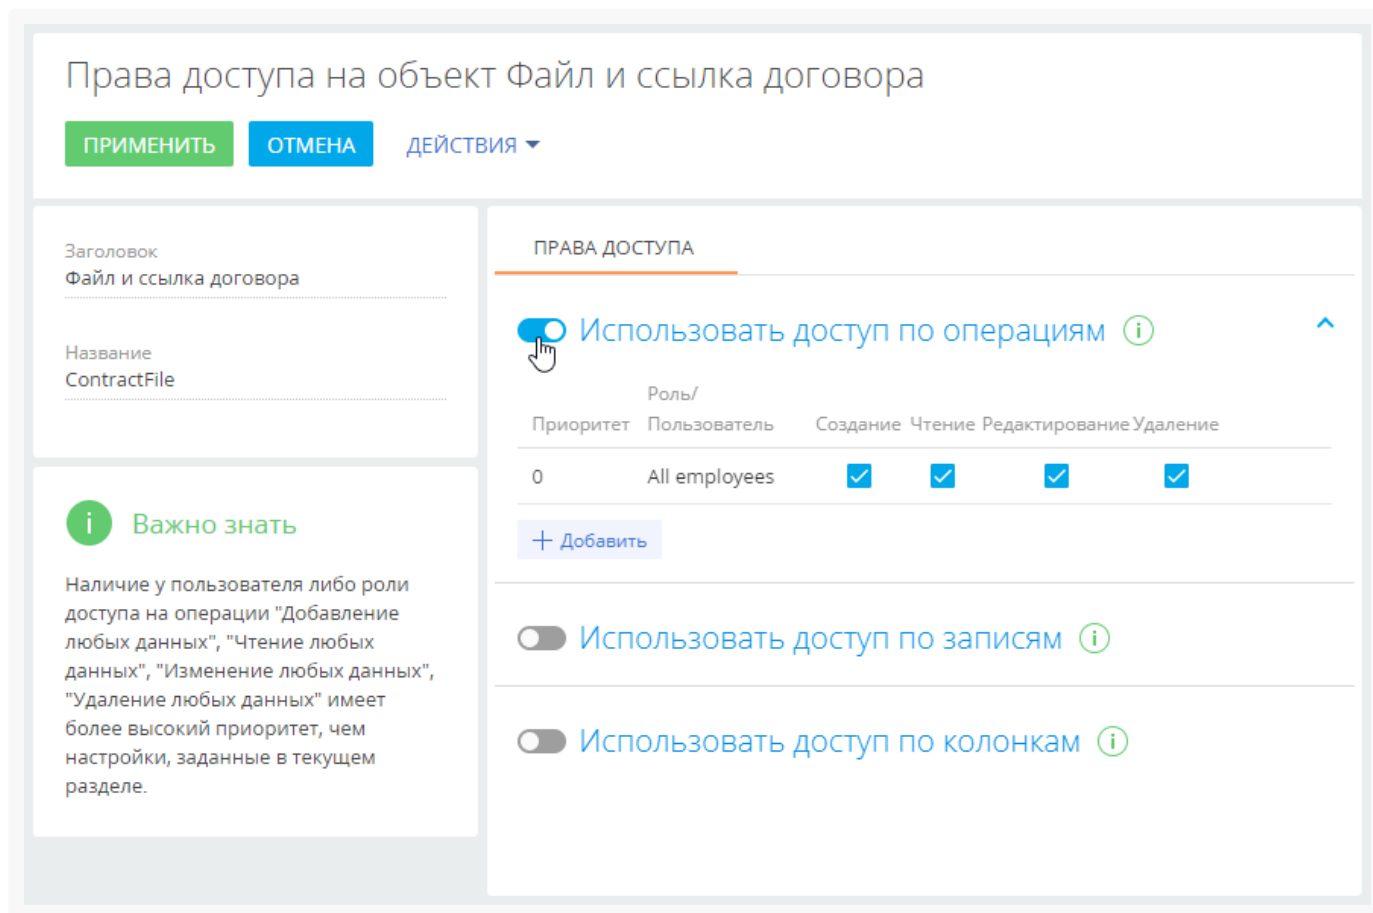 Права доступа на объект Файл и ссылка договора
ПРИМЕНИТЬ ОТМЕНА ДЕЙСТВИЯ
Заголовок
Файл и ссылка договора
Название
ContractFile
i Важно знать
Наличие у пользователя либо роли
доступа на операции "Добавление
любых данных", "Чтение любых
данных", "Изменение любых данных",
"Удаление любых данных" имеет
более высокий приоритет, чем
настройки, заданные в текущем
разделе.
ПРАВА ДОСТУПА
Использовать доступ по операциям i
Роль/
Приоритет Пользователь Создание Чтение Редактирование Удаление
0 All employees
+ Добавить
Использовать доступ по записям i
Использовать доступ по колонкам i